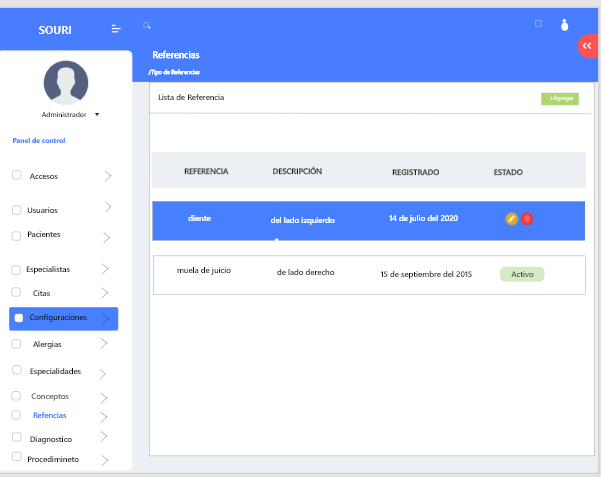 SOURI
Referencias
/Tipo de Referencias
Administrador
Panel de control
Accesos
Usuarios
Pacientes
Especialistas
Citas
Configuraciones
Alergias
Especialidades
Conceptos
Refencias
Diagnostico
Procedimineto
Lista de Referencia
+Agregar
REFERENCIA DESCRIPCIÓN REGISTRADO ESTADO
diente del lado izquierdo 14 de julio del 2020
muela de juicio de lado derecho 15 de septiembre del 2015 Activo